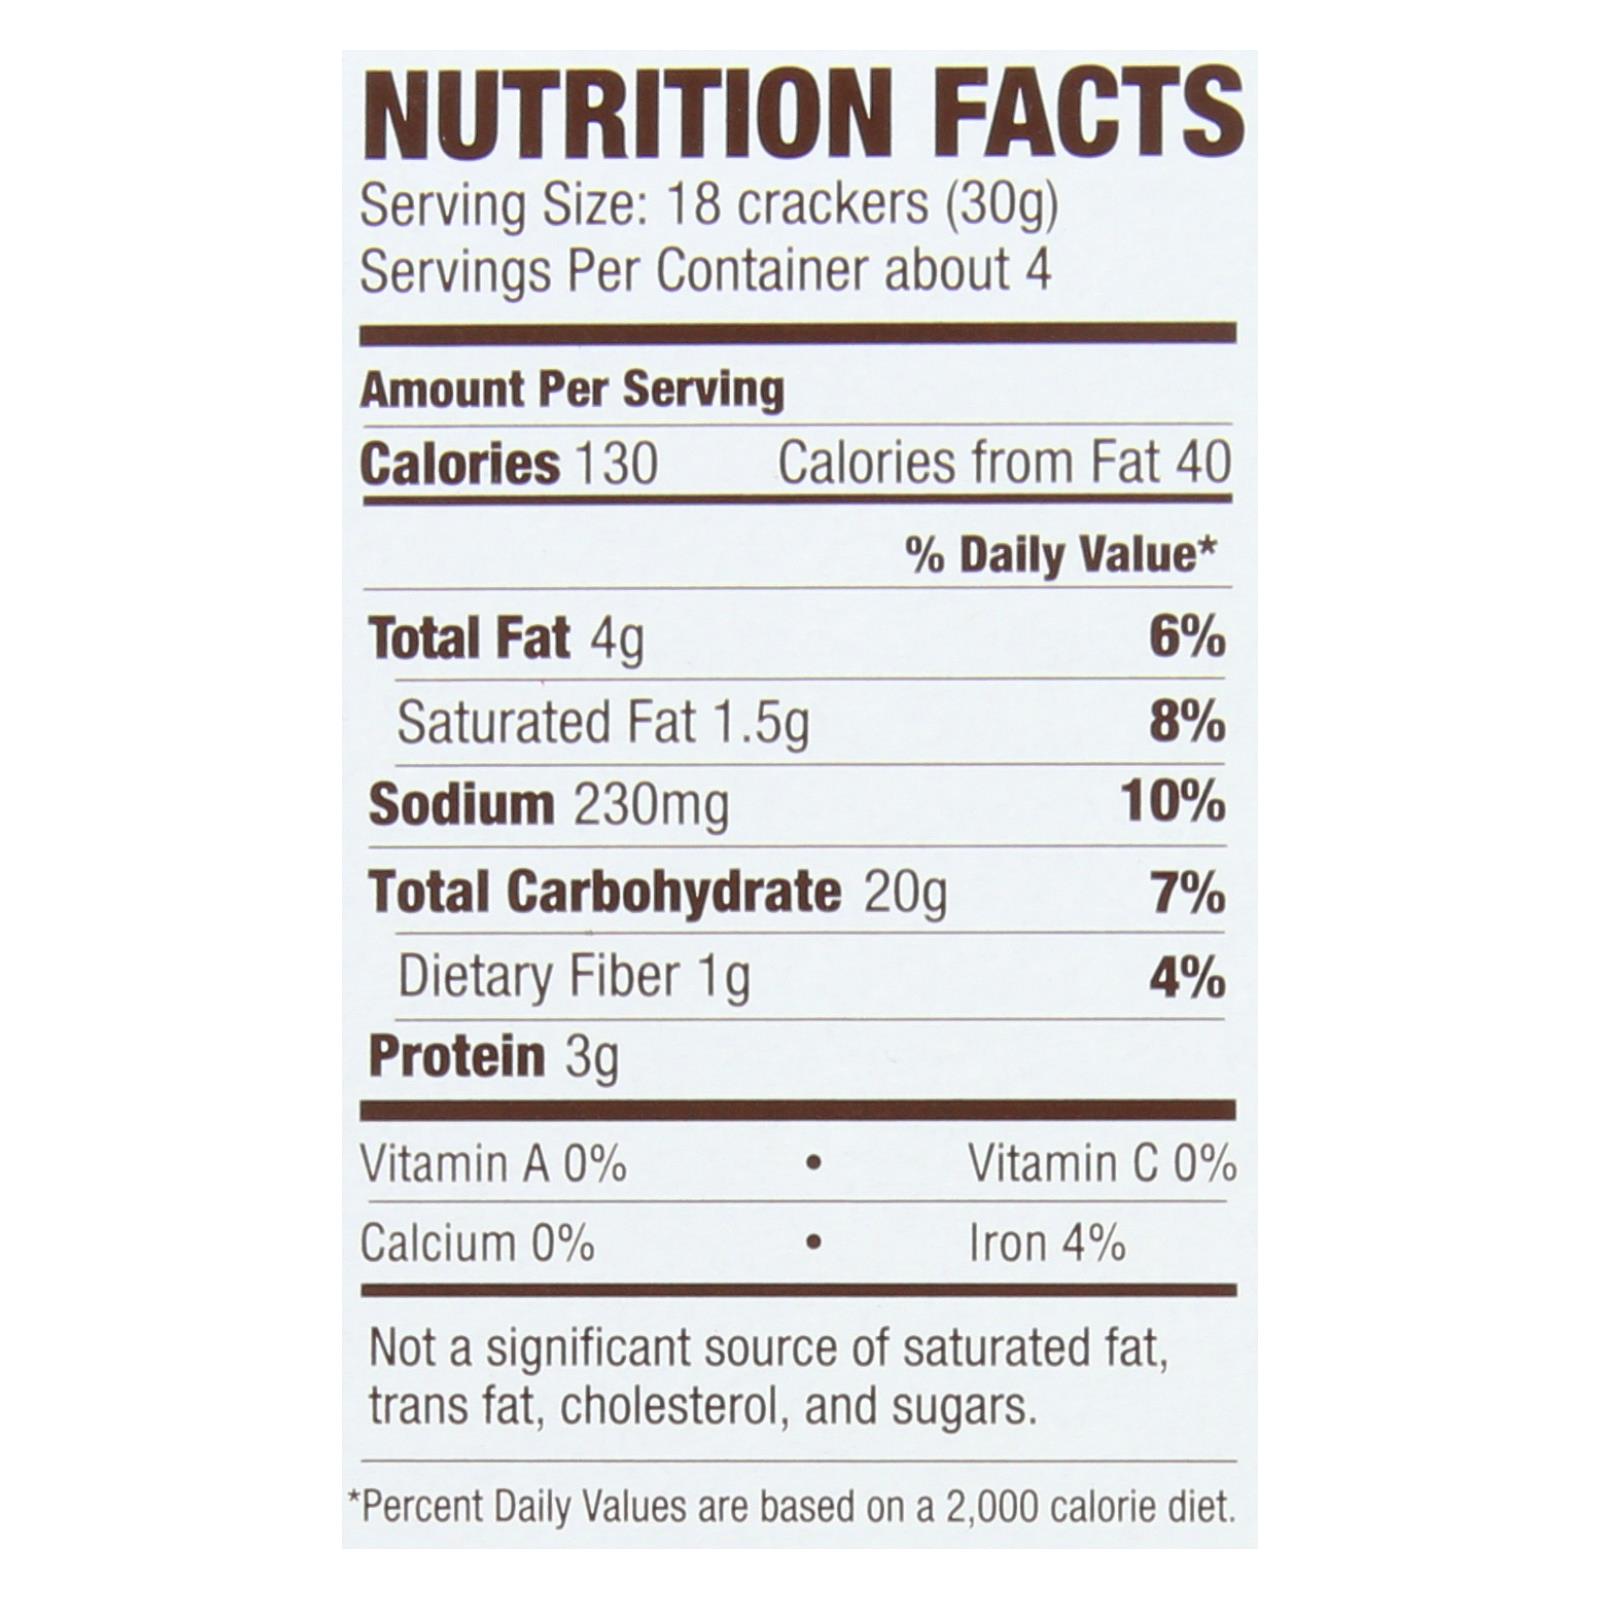 NUTRITION FACTS
Serving Size: 18 crackers (30g)
Servings Per Container about 4
Amount Per Serving
Calories 130 Calories from Fat 40
% Daily Value*
Total Fat 4g 6%
Saturated Fat 1.5g 8%
Sodium 230mg 10%
Total Carbohydrate 20g 7%
Dietary Fiber 1g 4%
Protein 3g
Vitamin A 0% • Vitamin C 0%
Calcium 0% • Iron 4%
Not a significant source of saturated fat,
trans fat, cholesterol, and sugars.
*Percent Daily Values are based on a 2,000 calorie diet.